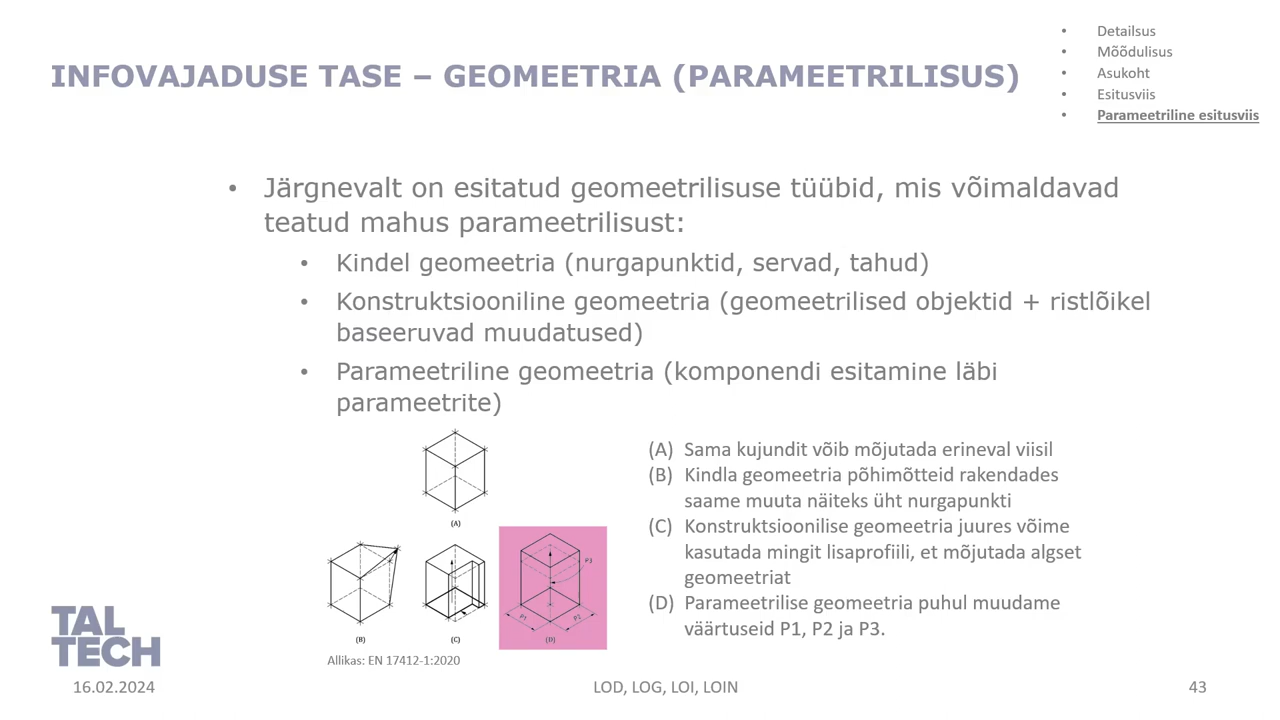 • Detailsus
• Mõõdulisus
• Asukoht
• Esitusviis
• Parameetriline esitusviis
INFOVAJADUSE TASE – GEOMEETRIA (PARAMEETRILISUS)
• Järgnevalt on esitatud geomeetrilisuse tüübid, mis võimaldavad
teatud mahus parameetrilisust:
• Kindel geomeetria (nurgapunktid, servad, tahud)
• Konstruktsiooniline geomeetria (geomeetrilised objektid + ristlõikel
baseeruvad muudatused)
• Parameetriline geomeetria (komponendi esitamine läbi
parameetrite)
(A)
(B)
(C)
P3
P1
P2
(D)
Allikas: EN 17412-1:2020
(A) Sama kujundit võib mõjutada erineval viisil
(B) Kindla geomeetria põhimõtteid rakendades
saame muuta näiteks üht nurgapunkti
(C) Konstruktsioonilise geomeetria juures võime
kasutada mingit lisaprofiili, et mõjutada algset
geomeetriat
(D) Parameetrilise geomeetria puhul muudame
väärtuseid P1, P2 ja P3.
TAL
TECH
16.02.2024
LOD, LOG, LOI, LOIN
43